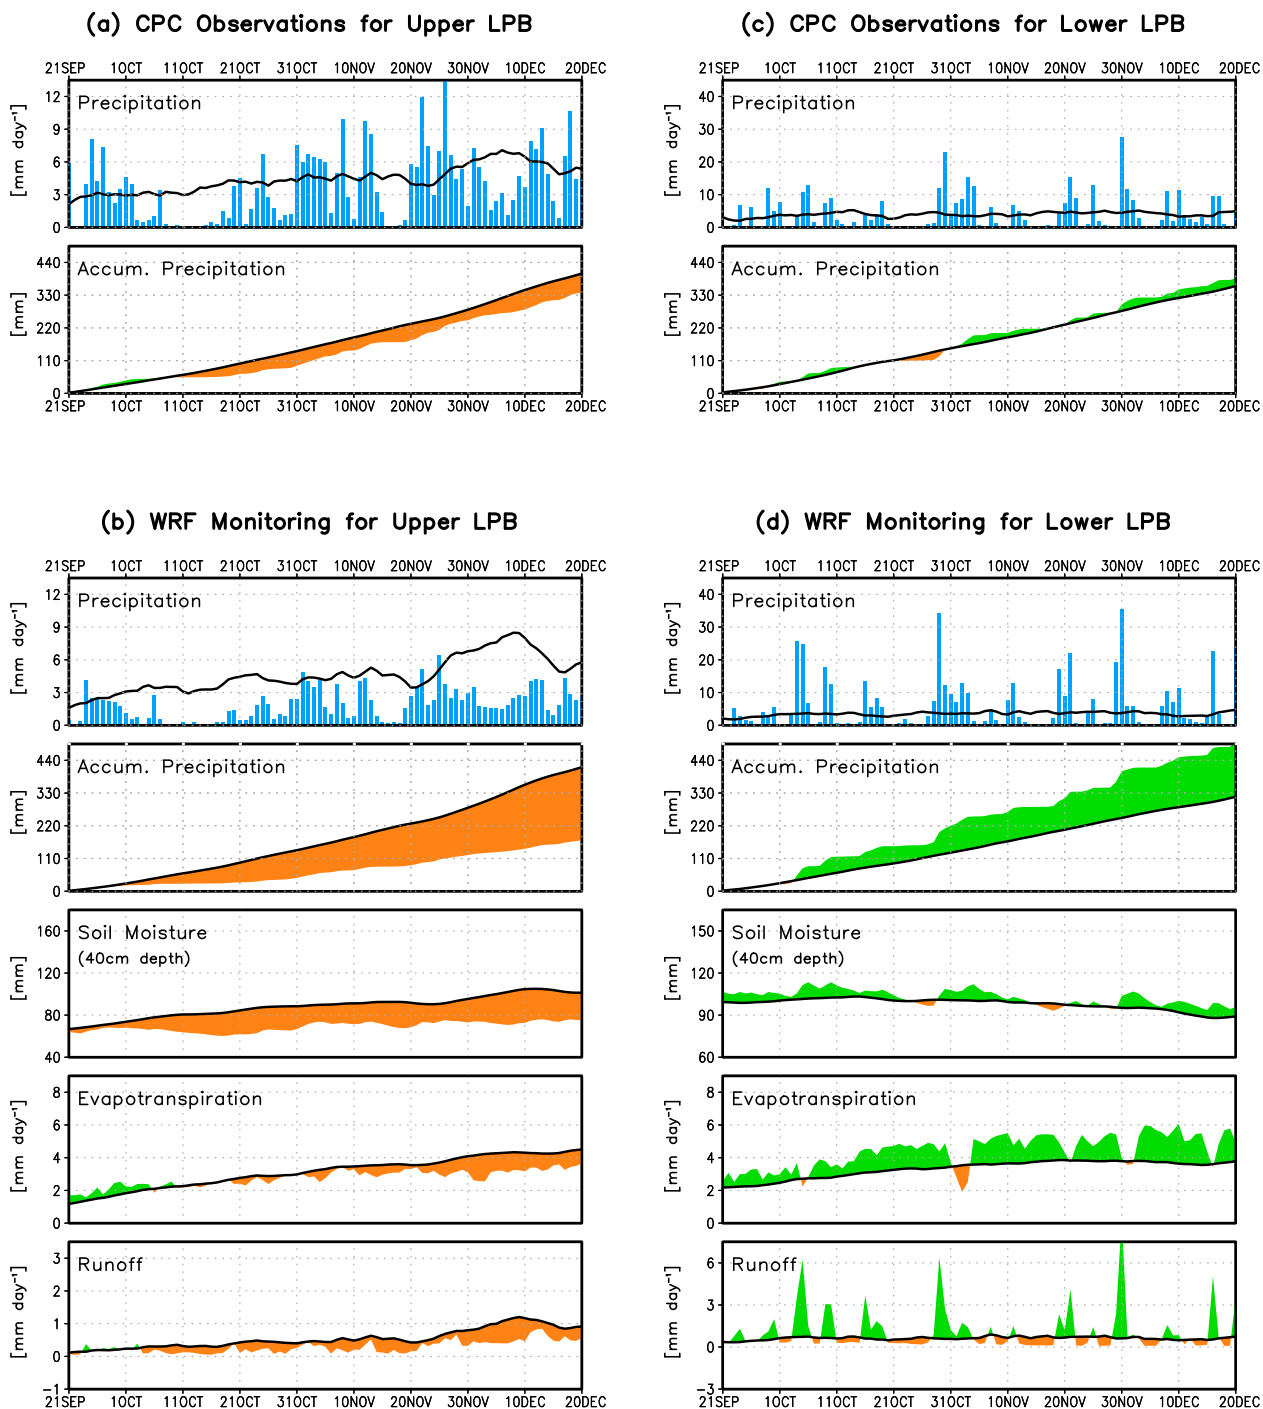 (a) CPC Observations for Upper LPB
21SEP 1OCT 11OCT 21OCT 31OCT 10NOV 20NOV 30NOV 10DEC 20DEC
Precipitation
[mm day⁻¹]
12
9
6
3
0
Accum. Precipitation
[mm]
440
330
220
110
0
21SEP 1OCT 11OCT 21OCT 31OCT 10NOV 20NOV 30NOV 10DEC 20DEC
(c) CPC Observations for Lower LPB
21SEP 1OCT 11OCT 21OCT 31OCT 10NOV 20NOV 30NOV 10DEC 20DEC
Precipitation
[mm day⁻¹]
40
30
20
10
0
Accum. Precipitation
[mm]
440
330
220
110
0
21SEP 1OCT 11OCT 21OCT 31OCT 10NOV 20NOV 30NOV 10DEC 20DEC
(b) WRF Monitoring for Upper LPB
21SEP 1OCT 11OCT 21OCT 31OCT 10NOV 20NOV 30NOV 10DEC 20DEC
Precipitation
[mm day⁻¹]
12
9
6
3
0
Accum. Precipitation
[mm]
440
330
220
110
0
Soil Moisture
(40cm depth)
[mm]
160
120
80
40
Evapotranspiration
[mm day⁻¹]
8
6
4
2
0
Runoff
[mm day⁻¹]
3
2
1
0
-1
21SEP 1OCT 11OCT 21OCT 31OCT 10NOV 20NOV 30NOV 10DEC 20DEC
(d) WRF Monitoring for Lower LPB
21SEP 1OCT 11OCT 21OCT 31OCT 10NOV 20NOV 30NOV 10DEC 20DEC
Precipitation
[mm day⁻¹]
40
30
20
10
0
Accum. Precipitation
[mm]
440
330
220
110
0
Soil Moisture
(40cm depth)
[mm]
150
120
90
60
Evapotranspiration
[mm day⁻¹]
8
6
4
2
0
Runoff
[mm day⁻¹]
6
3
0
-3
21SEP 1OCT 11OCT 21OCT 31OCT 10NOV 20NOV 30NOV 10DEC 20DEC